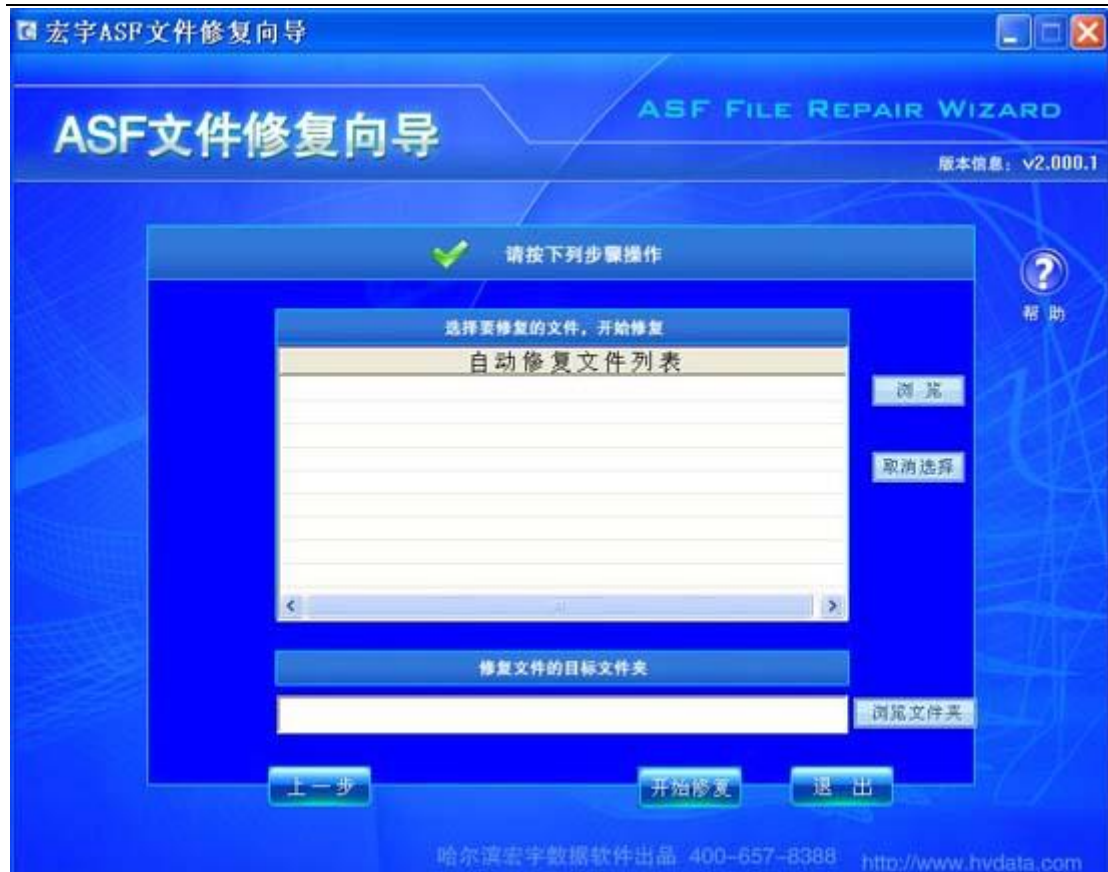 宏宇ASF文件修复向导
ASF文件修复向导
ASF FILE REPAIR WIZARD
版本信息：v2.000.1
请按下列步骤操作
帮 助
选择要修复的文件，开始修复
自动修复文件列表
浏 览
取消选择
修复文件的目标文件夹
浏览文件夹
上一步
开始修复
退 出
哈尔滨宏宇数据软件出品 400-657-8388
http://www.hydata.com